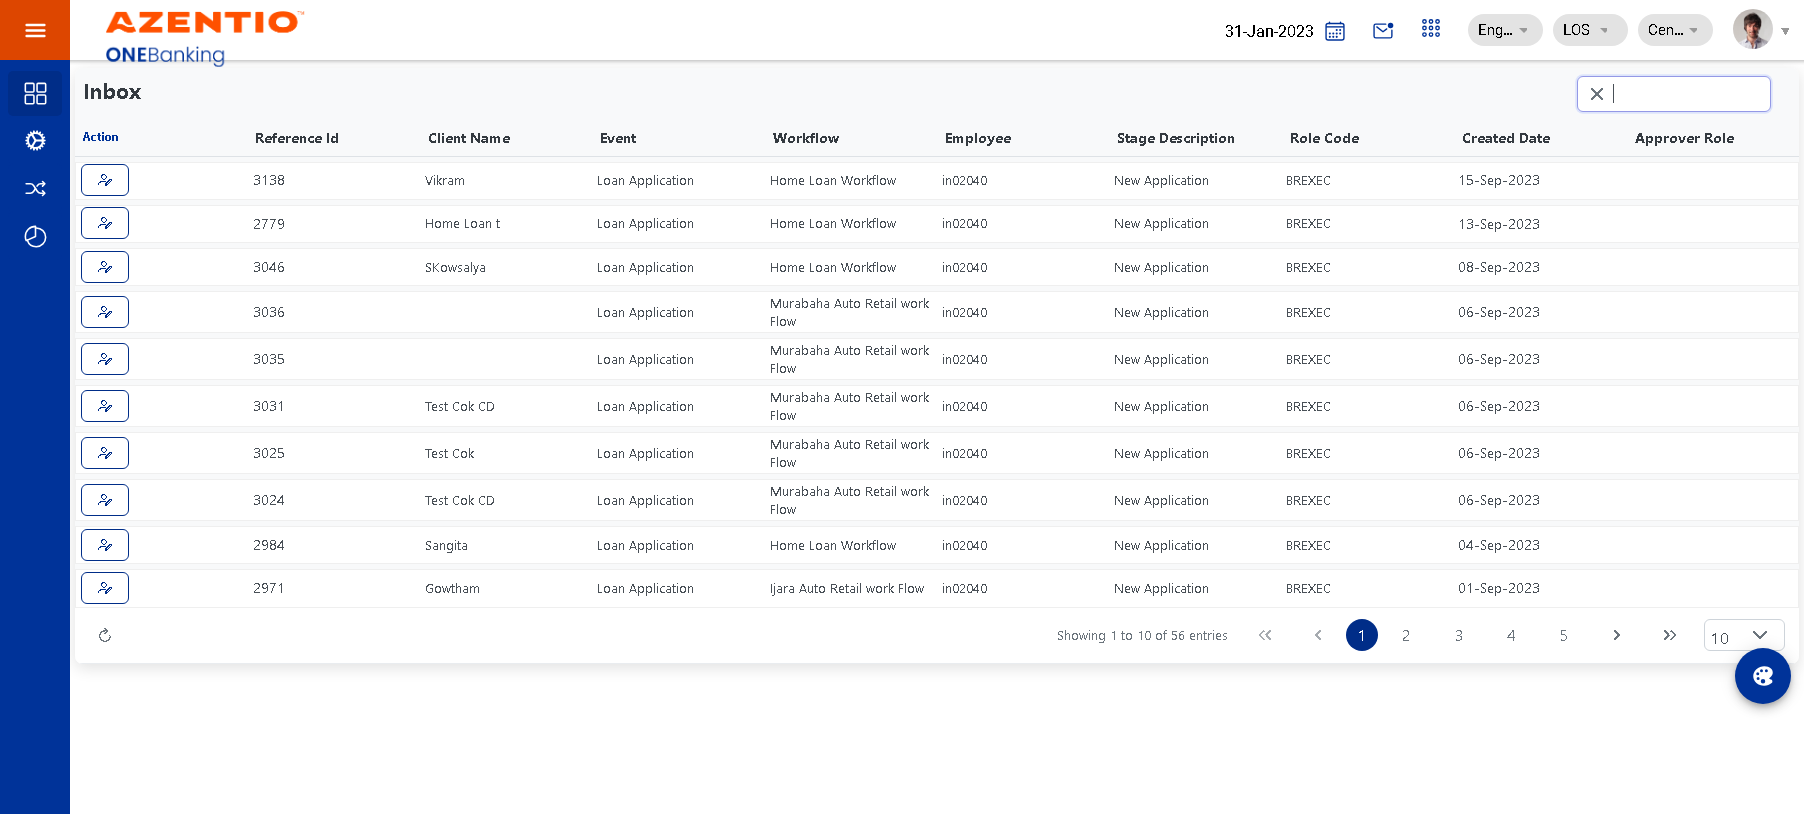 AZENTIO™
ONEBanking
31-Jan-2023
Eng...
LOS
Cen...
Inbox
Action Reference Id Client Name Event Workflow Employee Stage Description Role Code Created Date Approver Role
3138 Vikram Loan Application Home Loan Workflow in02040 New Application BREXEC 15-Sep-2023
2779 Home Loan t Loan Application Home Loan Workflow in02040 New Application BREXEC 13-Sep-2023
3046 SKowsalya Loan Application Home Loan Workflow in02040 New Application BREXEC 08-Sep-2023
3036 Loan Application Murabaha Auto Retail work in02040 New Application BREXEC 06-Sep-2023
Flow
3035 Loan Application Murabaha Auto Retail work in02040 New Application BREXEC 06-Sep-2023
Flow
3031 Test Cok CD Loan Application Murabaha Auto Retail work in02040 New Application BREXEC 06-Sep-2023
Flow
3025 Test Cok Loan Application Murabaha Auto Retail work in02040 New Application BREXEC 06-Sep-2023
Flow
3024 Test Cok CD Loan Application Murabaha Auto Retail work in02040 New Application BREXEC 06-Sep-2023
Flow
2984 Sangita Loan Application Home Loan Workflow in02040 New Application BREXEC 04-Sep-2023
2971 Gowtham Loan Application Ijara Auto Retail work Flow in02040 New Application BREXEC 01-Sep-2023
Showing 1 to 10 of 56 entries 1 2 3 4 5 10